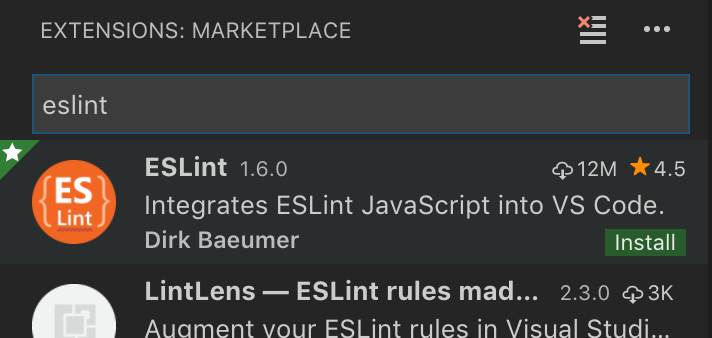 EXTENSIONS: MARKETPLACE
eslint
ESLint 1.6.0 12M 4.5
{ES}
Lint
Integrates ESLint JavaScript into VS Code.
Dirk Baeumer Install
LintLens — ESLint rules mad... 2.3.0 3K
Augment your ESLint rules in Visual Studi...